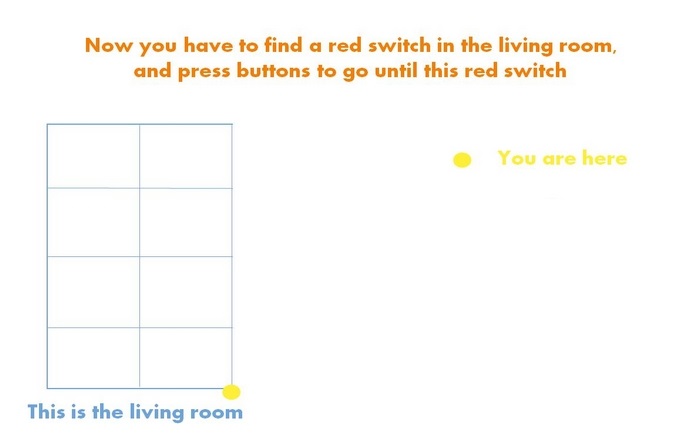 Now you have to find a red switch in the living room,
and press buttons to go until this red switch
You are here
This is the living room